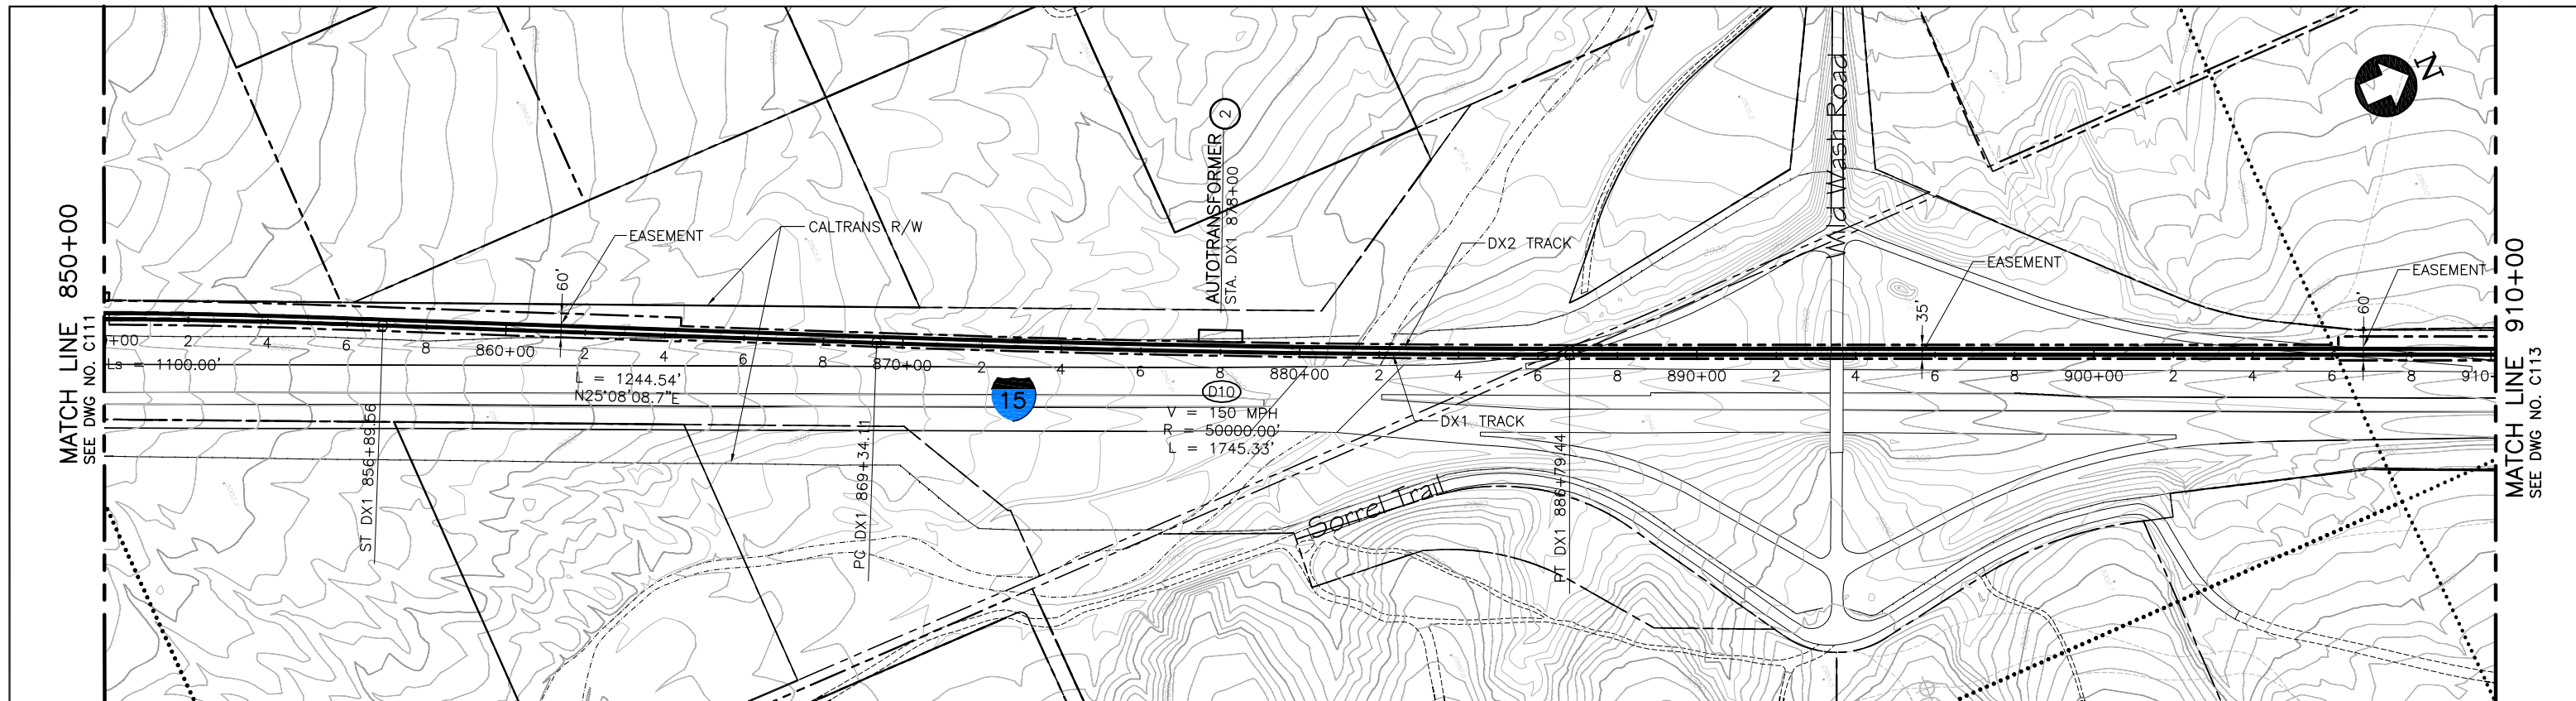 MATCH LINE 850+00
SEE DWG NO. C111
+00
2
4
6
8
860+00
2
4
6
8
870+00
2
4
6
8
880+00
2
4
6
8
890+00
2
4
6
8
900+00
2
4
6
8
910+
Ls = 1100.00'
L = 1244.54'
N25°08'08.7"E
ST DX1 856+89.56
PC DX1 869+34.11
PT DX1 886+79.44
60'
EASEMENT
CALTRANS R/W
15
AUTOTRANSFORMER 2
STA. DX1 878+00
D10
V = 150 MPH
R = 50000.00'
L = 1745.33'
DX2 TRACK
DX1 TRACK
Sorrel Trail
Wild Wash Road
35'
EASEMENT
60'
EASEMENT
N
MATCH LINE 910+00
SEE DWG NO. C113